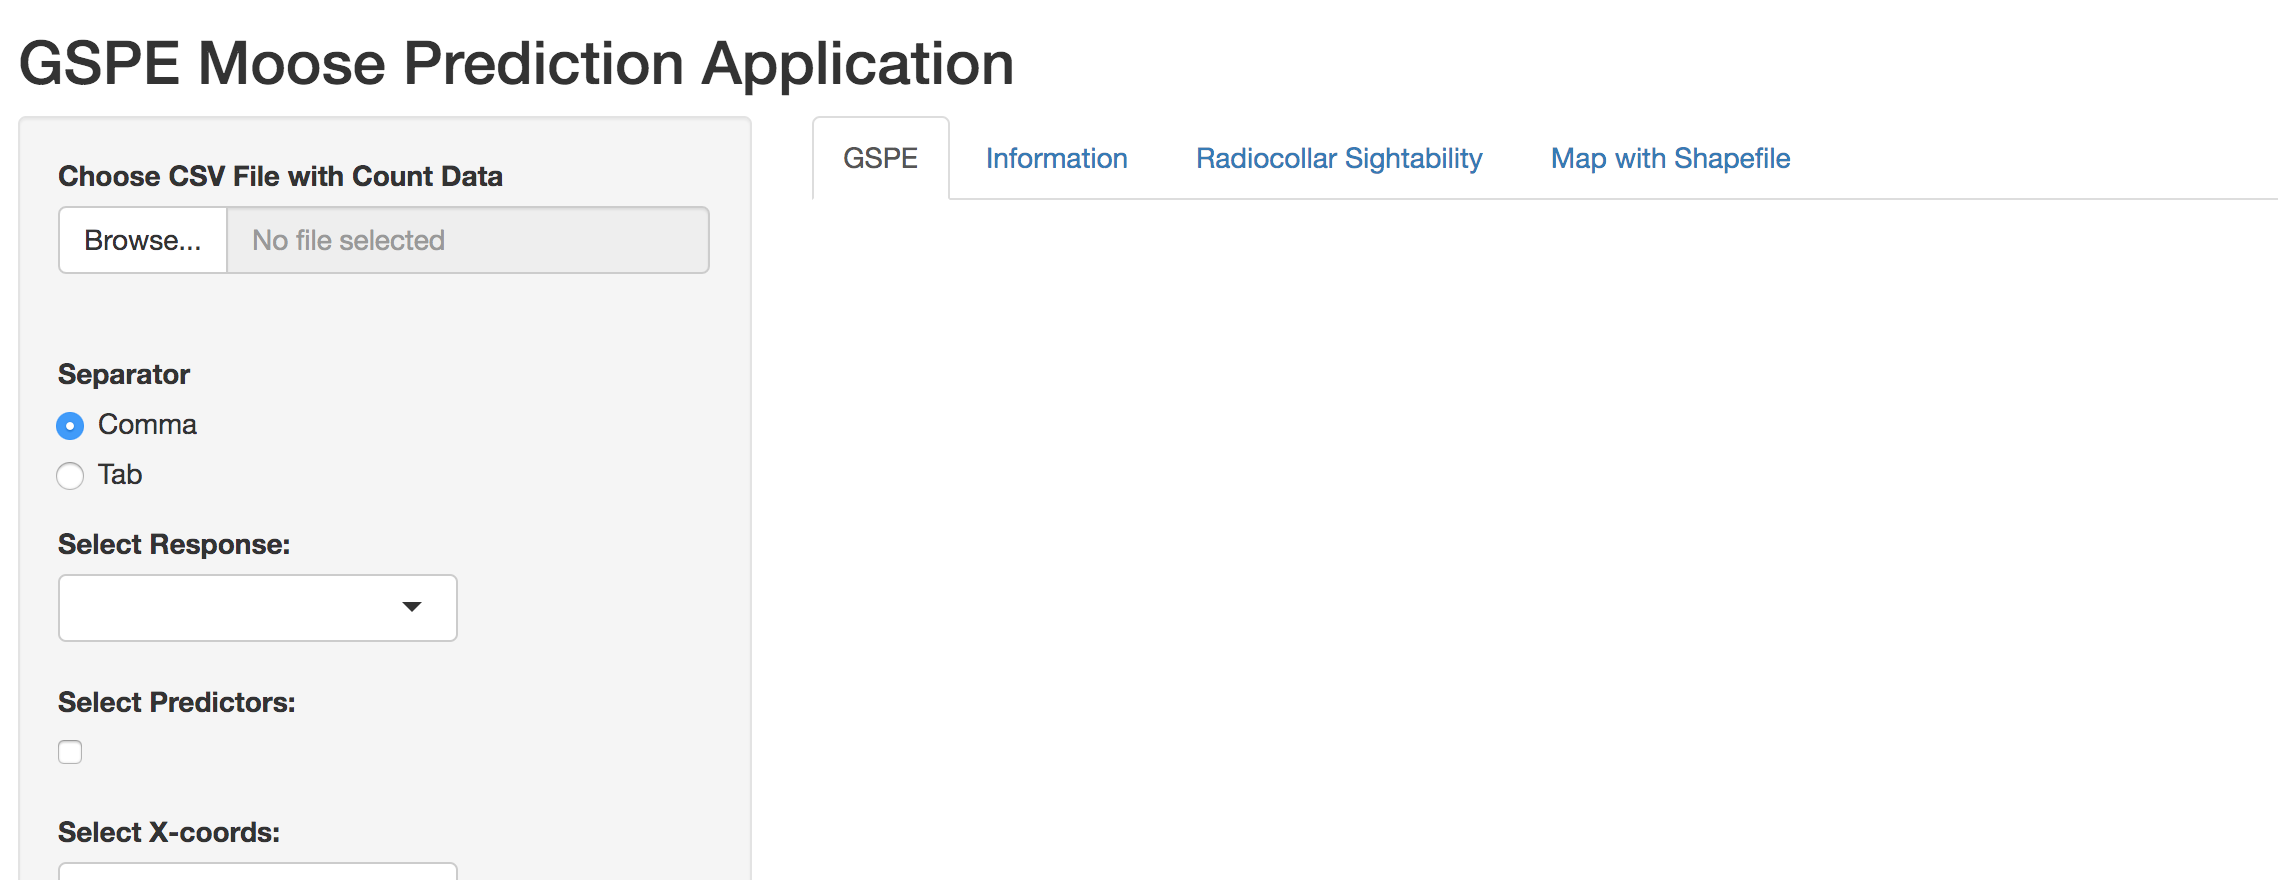 GSPE Moose Prediction Application
Choose CSV File with Count Data
Browse... No file selected
Separator
Comma
Tab
Select Response:
Select Predictors:
Select X-coords:
GSPE Information Radiocollar Sightability Map with Shapefile